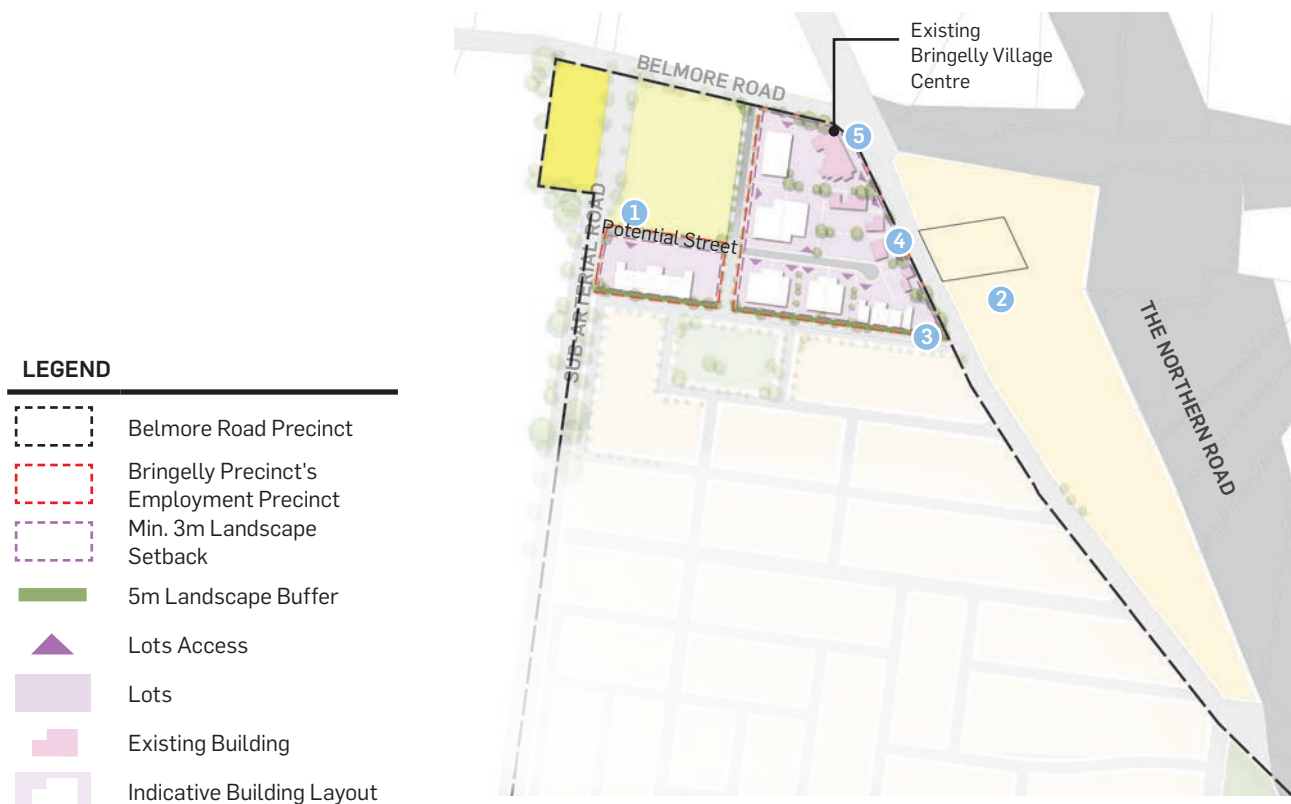 Existing
Bringelly Village
Centre
BELMORE ROAD
5
1
Potential Street
4
2
3
SUB-ARTERIAL ROAD
THE NORTHERN ROAD
LEGEND
Belmore Road Precinct
Bringelly Precinct's
Employment Precinct
Min. 3m Landscape
Setback
5m Landscape Buffer
Lots Access
Lots
Existing Building
Indicative Building Layout